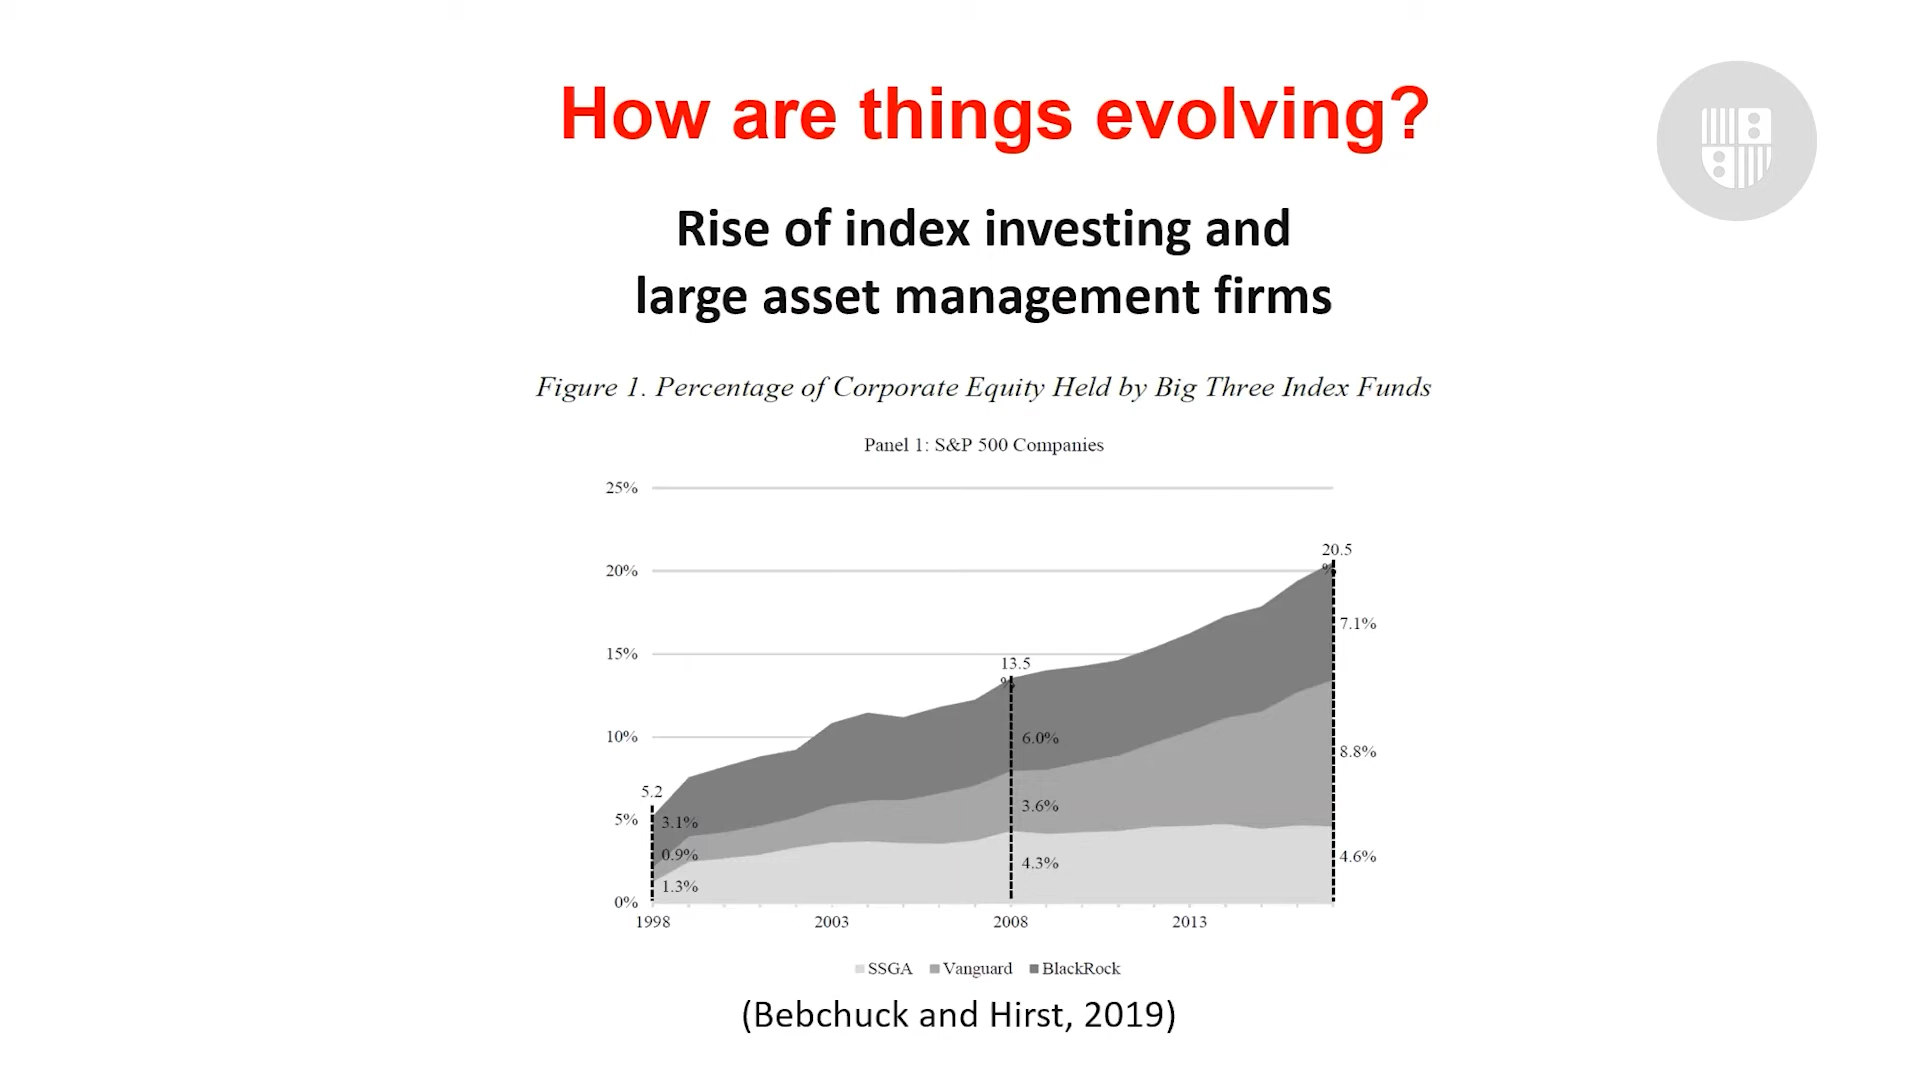 How are things evolving?
Rise of index investing and
large asset management firms
Figure 1. Percentage of Corporate Equity Held by Big Three Index Funds
Panel 1: S&P 500 Companies
25%
20%
15%
10%
5%
0%
5.2
3.1%
0.9%
1.3%
13.5
%
6.0%
3.6%
4.3%
20.5
%
7.1%
8.8%
4.6%
1998 2003 2008 2013
SSGA Vanguard BlackRock
(Bebchuck and Hirst, 2019)